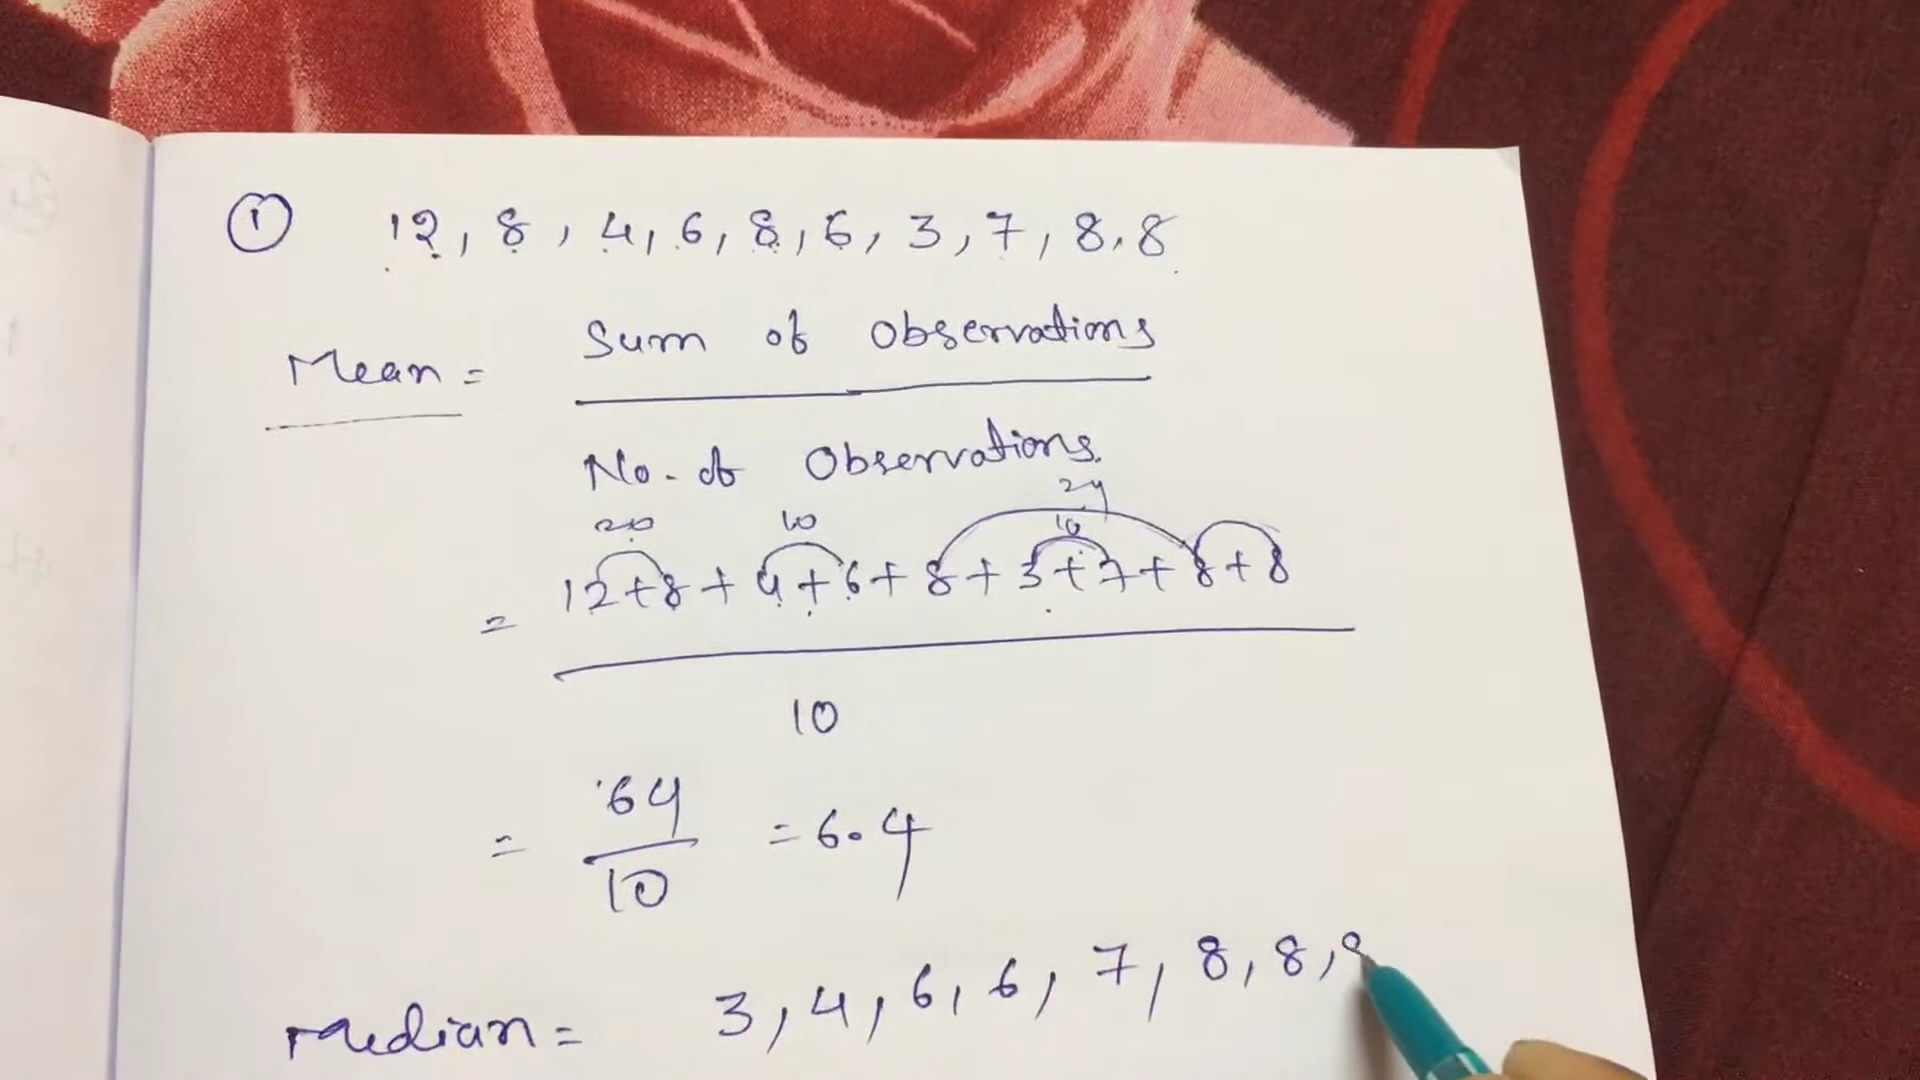 ① 12, 8, 4, 6, 8, 6, 3, 7, 8, 8
Sum of Observations
Mean =
No. of Observations.
24
20 10 10
12+8+4+6+8+3+7+8+8
=
10
64
= = 6.4
10
Median = 3, 4, 6, 6, 7, 8, 8, 8